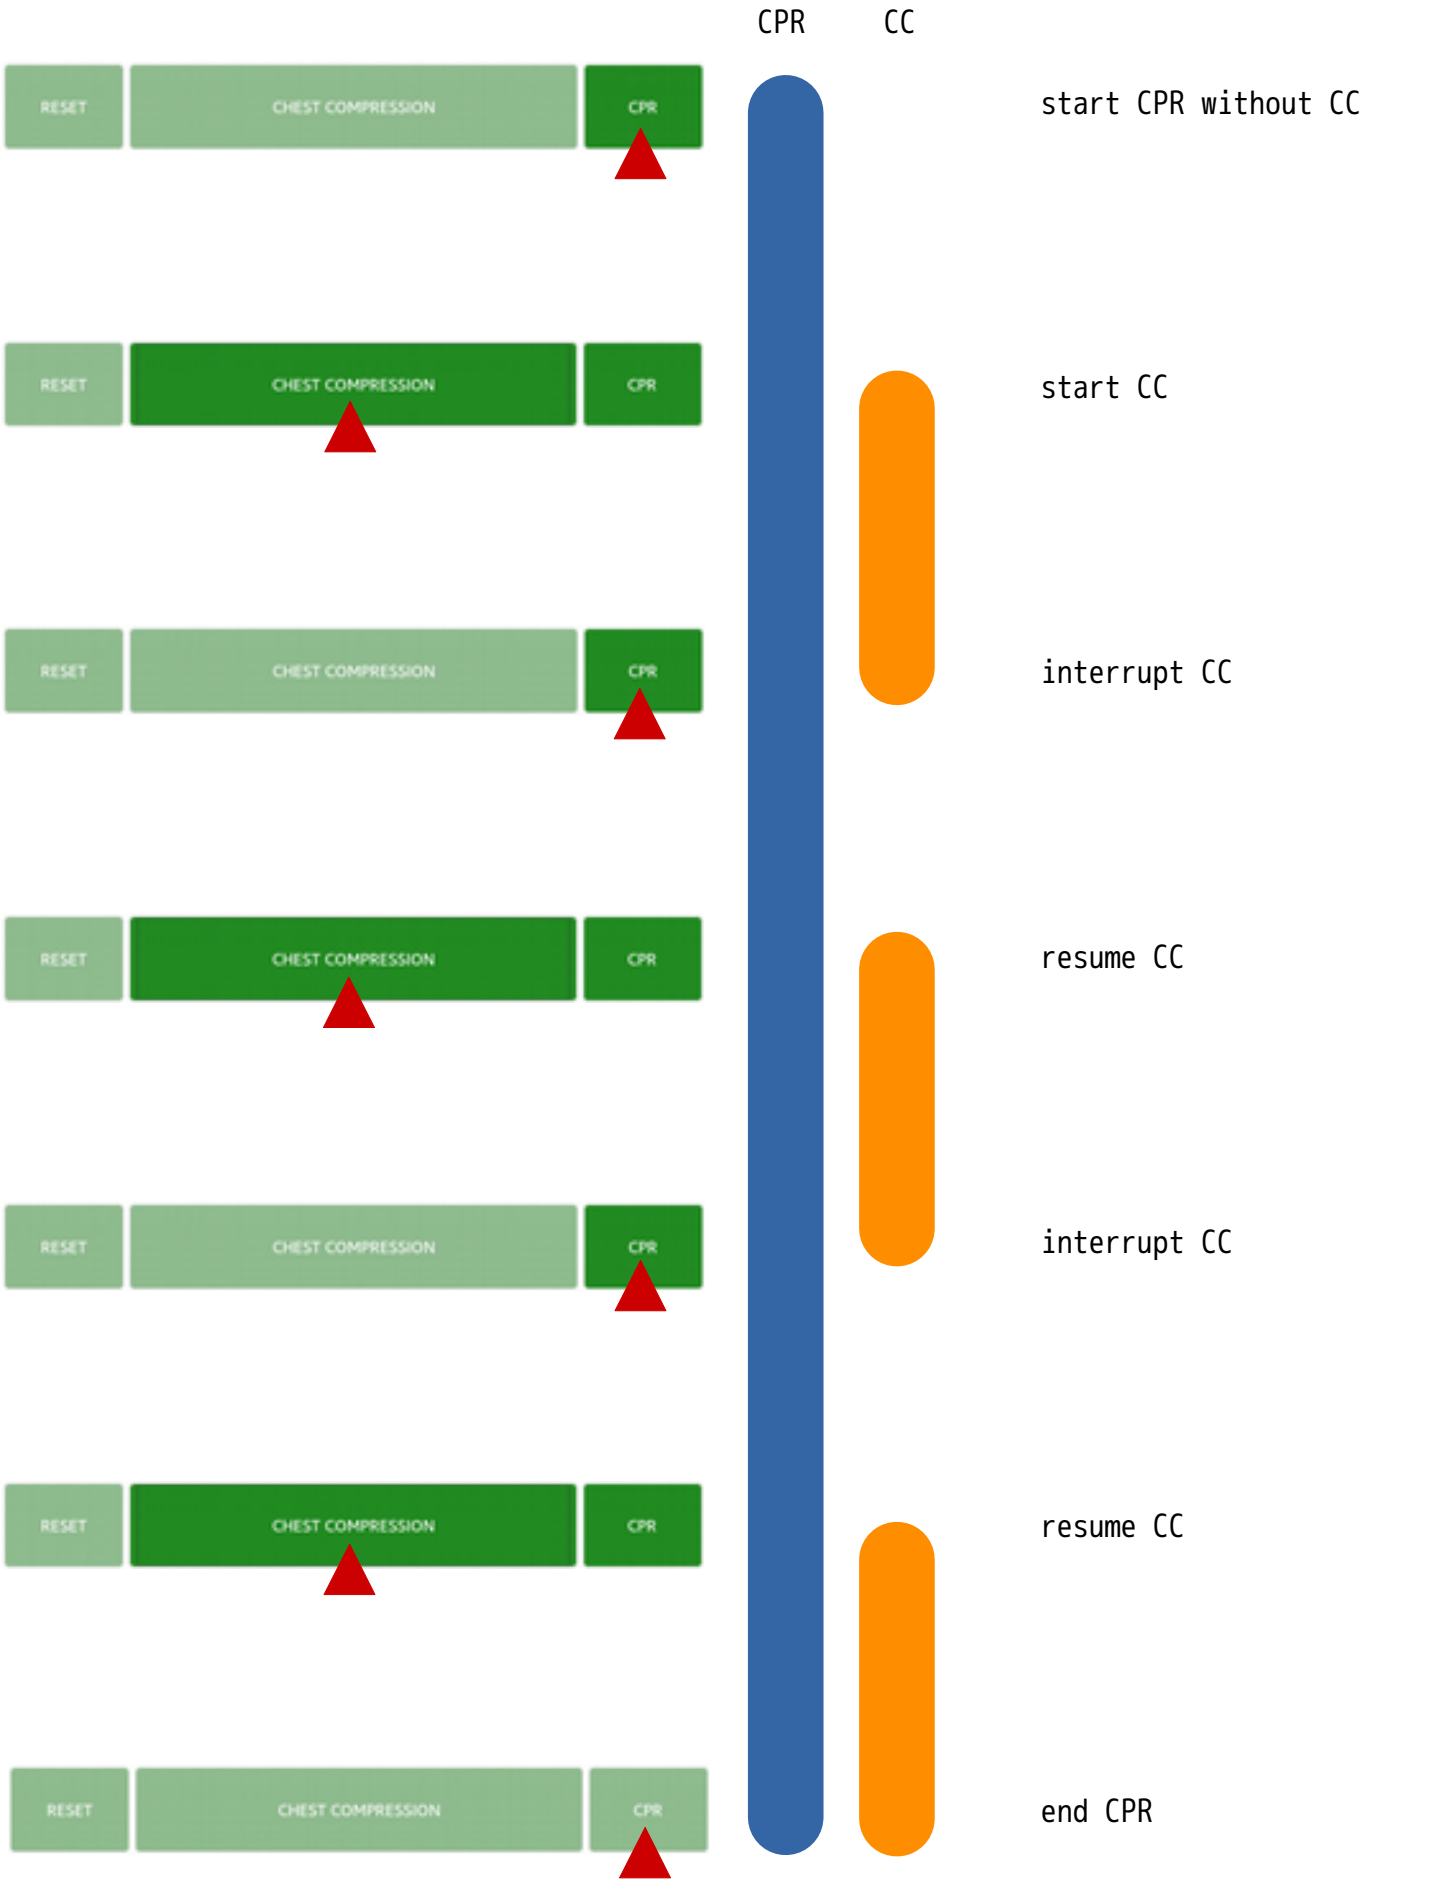 CPR CC
RESET CHEST COMPRESSION CPR start CPR without CC
RESET CHEST COMPRESSION CPR start CC
RESET CHEST COMPRESSION CPR interrupt CC
RESET CHEST COMPRESSION CPR resume CC
RESET CHEST COMPRESSION CPR interrupt CC
RESET CHEST COMPRESSION CPR resume CC
RESET CHEST COMPRESSION CPR end CPR